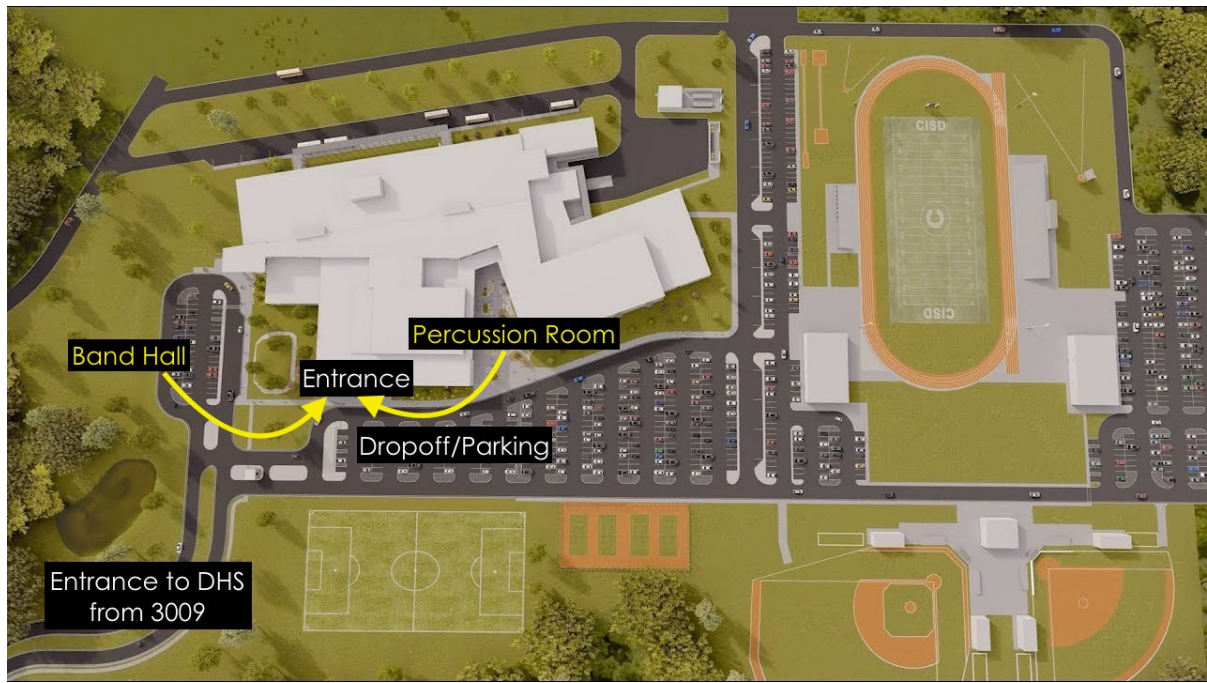 CISD
C
CISD
Percussion Room
Band Hall
Entrance
Dropoff/Parking
Entrance to DHS
from 3009